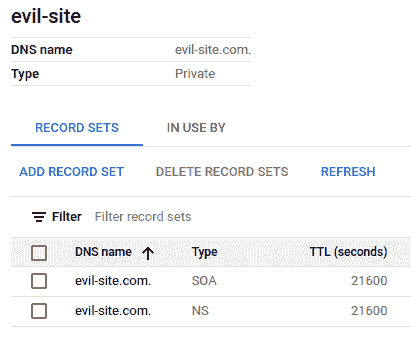 evil-site
DNS name evil-site.com.
Type Private
RECORD SETS IN USE BY
ADD RECORD SET DELETE RECORD SETS REFRESH
Filter Filter record sets
DNS name Type TTL (seconds)
evil-site.com. SOA 21600
evil-site.com. NS 21600